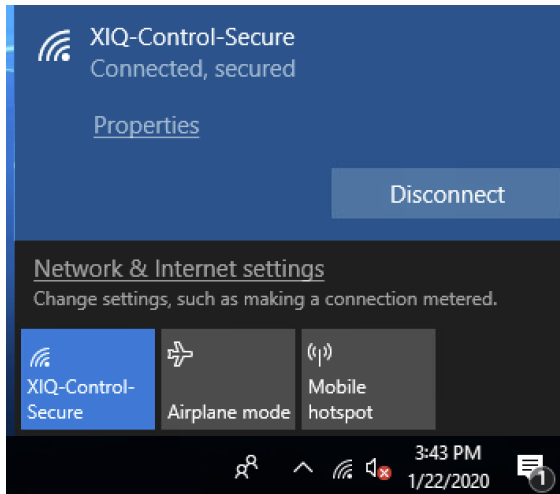 XIQ-Control-Secure
Connected, secured
Properties
Disconnect
Network & Internet settings
Change settings, such as making a connection metered.
XIQ-Control-
Secure
Airplane mode
Mobile
hotspot
3:43 PM
1/22/2020
1